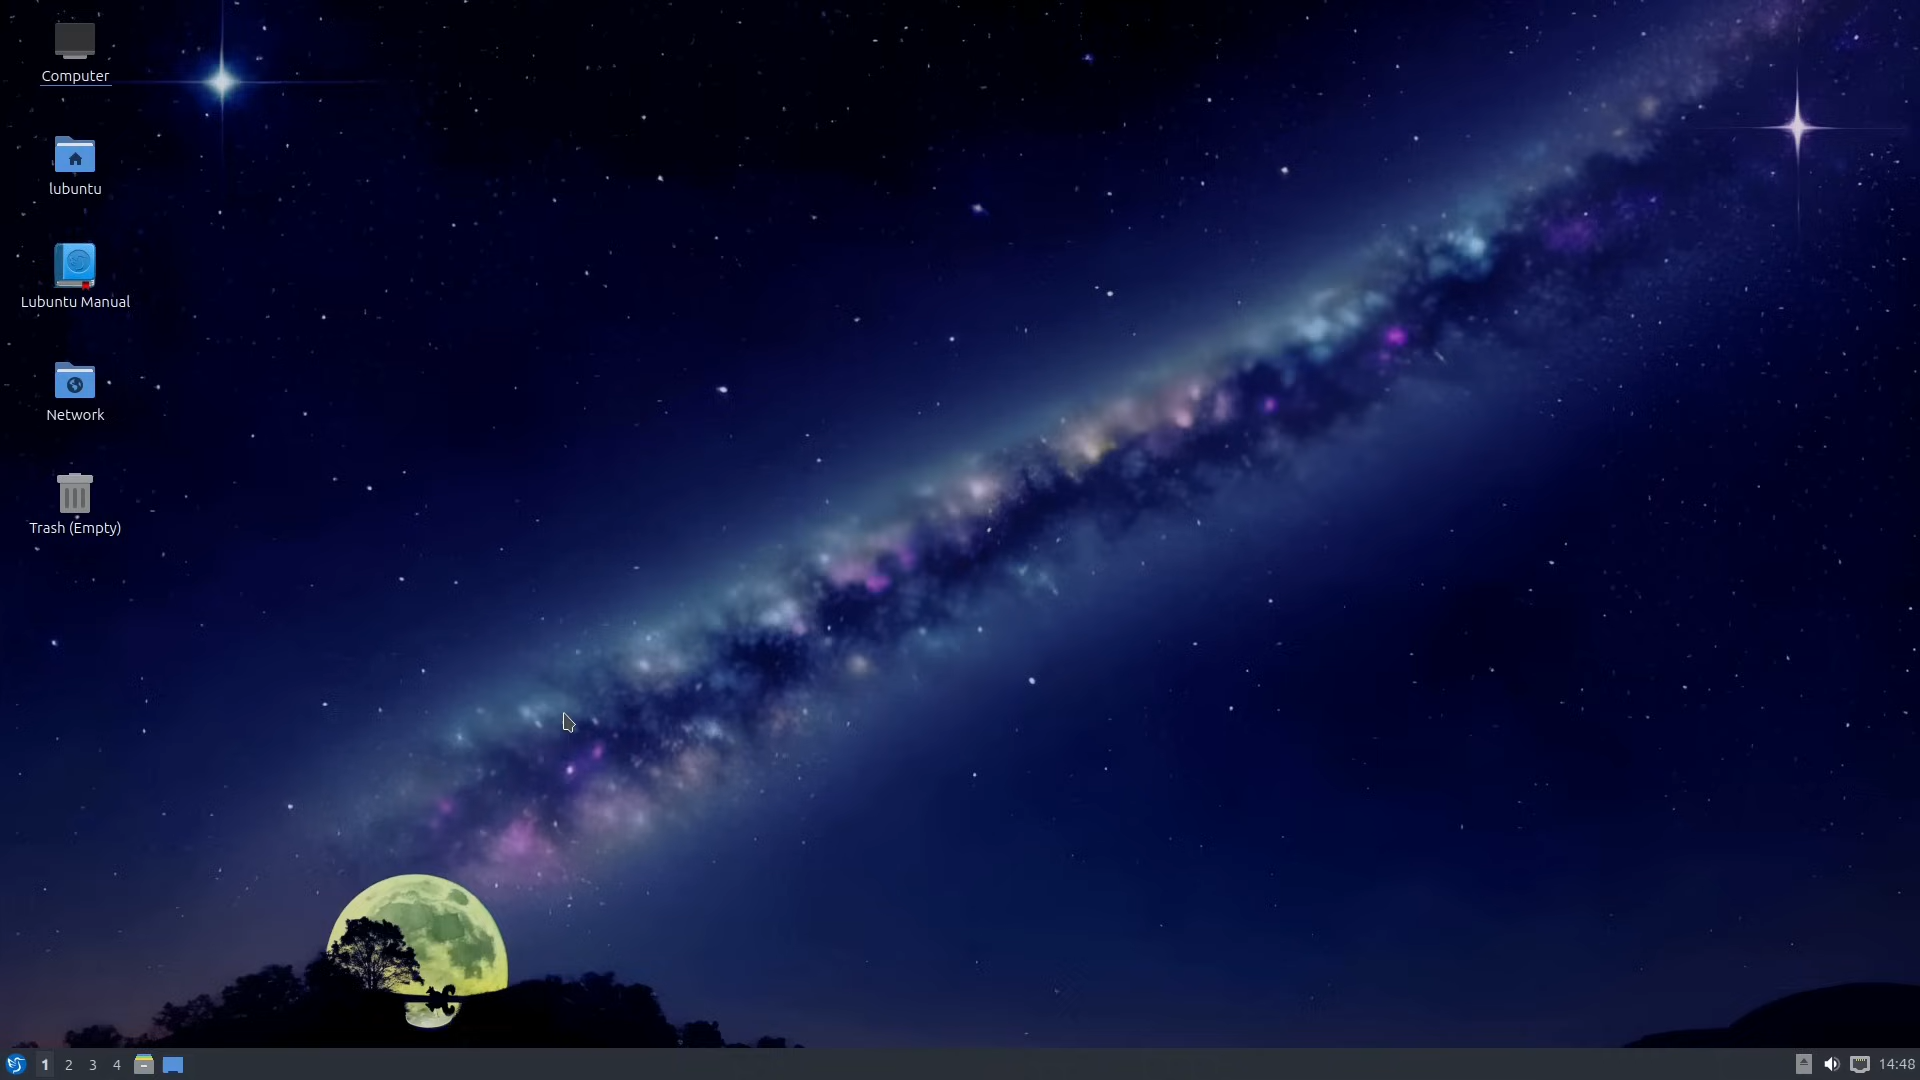 Computer
lubuntu
Lubuntu Manual
Network
Trash (Empty)
1 2 3 4
14:48